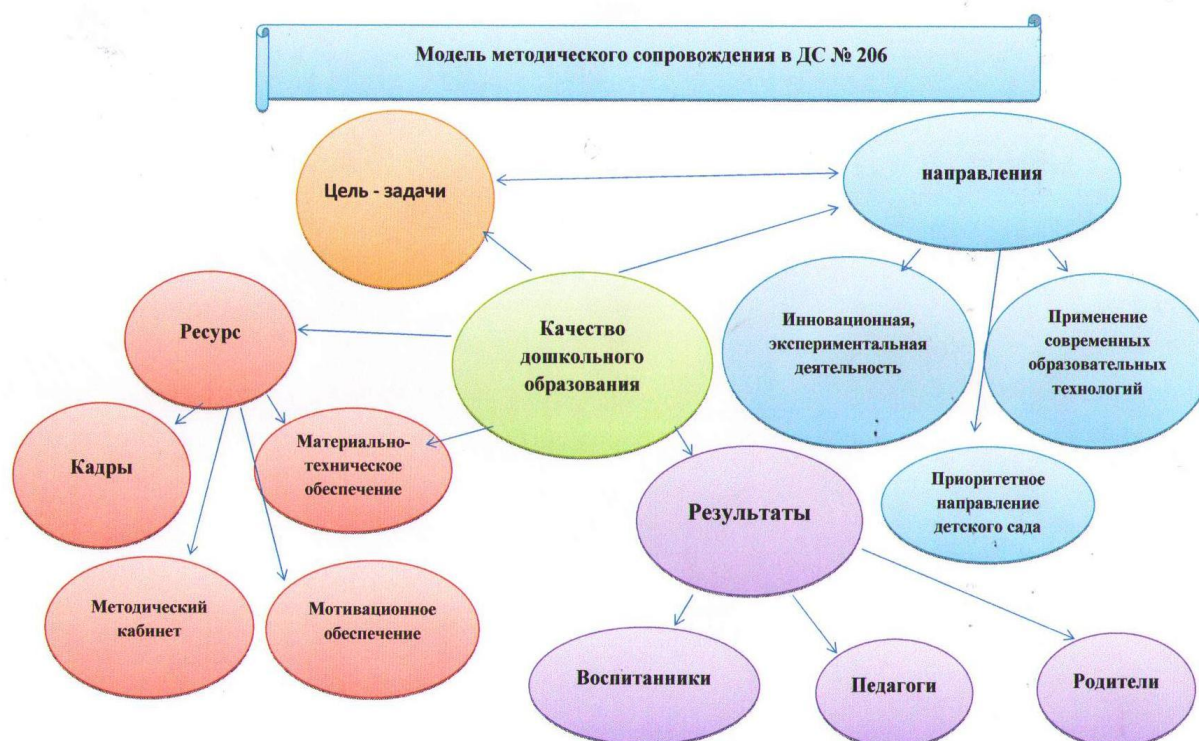 Модель методического сопровождения в ДС № 206
Цель - задачи
направления
Ресурс
Качество
дошкольного
образования
Инновационная,
экспериментальная
деятельность
Применение
современных
образовательных
технологий
Кадры
Материально-
техническое
обеспечение
Результаты
Приоритетное
направление
детского сада
Методический
кабинет
Мотивационное
обеспечение
Воспитанники
Педагоги
Родители